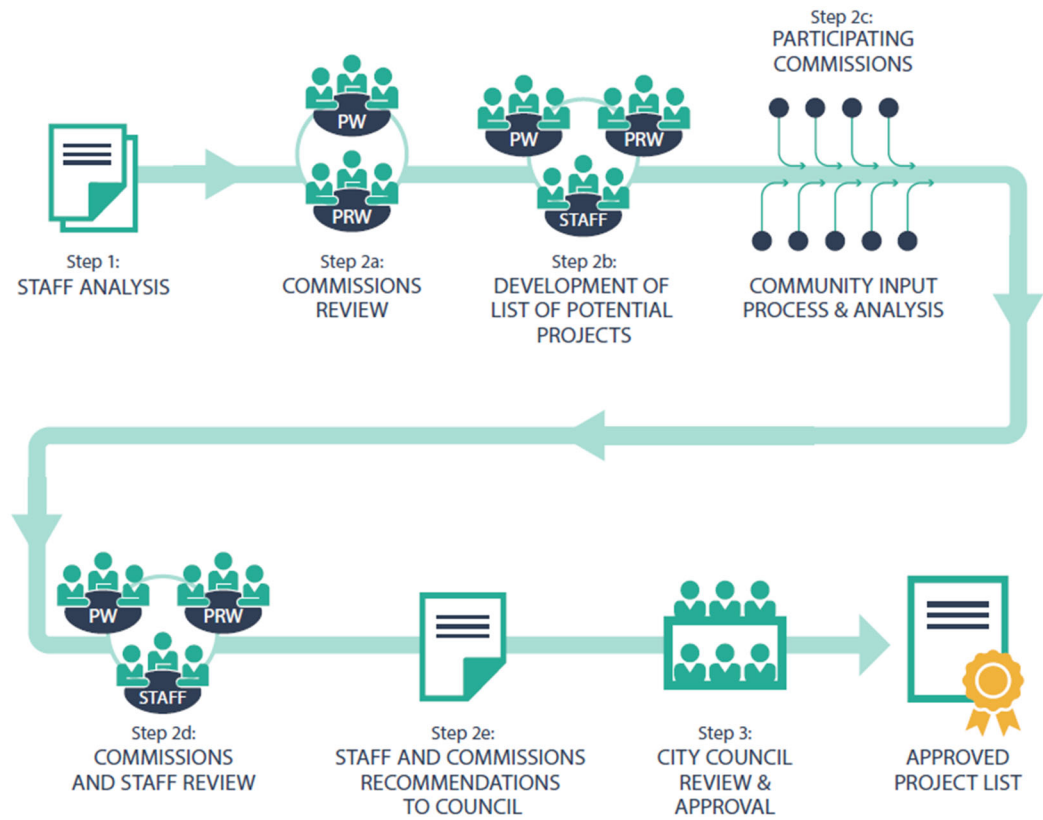 Step 2c:
PARTICIPATING
COMMISSIONS
PW
PRW
PW
PRW
STAFF
Step 1:
STAFF ANALYSIS
Step 2a:
COMMISSIONS
REVIEW
Step 2b:
DEVELOPMENT OF
LIST OF POTENTIAL
PROJECTS
COMMUNITY INPUT
PROCESS & ANALYSIS
PW
PRW
STAFF
Step 2d:
COMMISSIONS
AND STAFF REVIEW
Step 2e:
STAFF AND COMMISSIONS
RECOMMENDATIONS
TO COUNCIL
Step 3:
CITY COUNCIL
REVIEW &
APPROVAL
APPROVED
PROJECT LIST